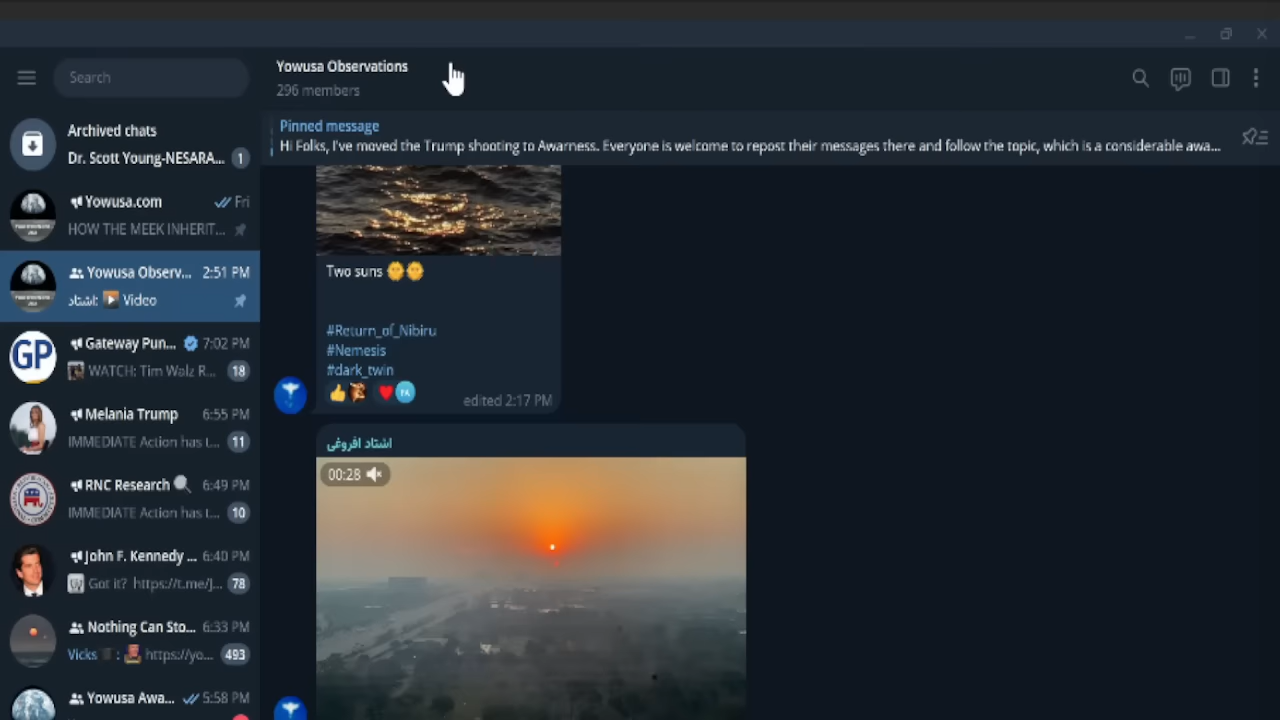 Search
Archived chats
Dr. Scott Young-NESARA...
1
Yowusa.com
Fri
HOW THE MEEK INHERIT...
Yowusa Observ...
2:51 PM
اشتاد: Video
GP
Gateway Pun...
7:02 PM
WATCH: Tim Walz R...
18
Melania Trump
6:55 PM
IMMEDIATE Action has t...
11
RNC Research
6:49 PM
IMMEDIATE Action has t...
10
John F. Kennedy ...
6:40 PM
Got it? https://t.me/J...
78
Nothing Can Sto...
6:33 PM
Vicks : https://yo...
493
Yowusa Awa...
5:58 PM
Yowusa Observations
296 members
Pinned message
Hi Folks, I've moved the Trump shooting to Awarness. Everyone is welcome to repost their messages there and follow the topic, which is a considerable awa...
Two suns 🌞🌞
#Return_of_Nibiru
#Nemesis
#dark_twin
edited 2:17 PM
اشتاد افروغی
00:28